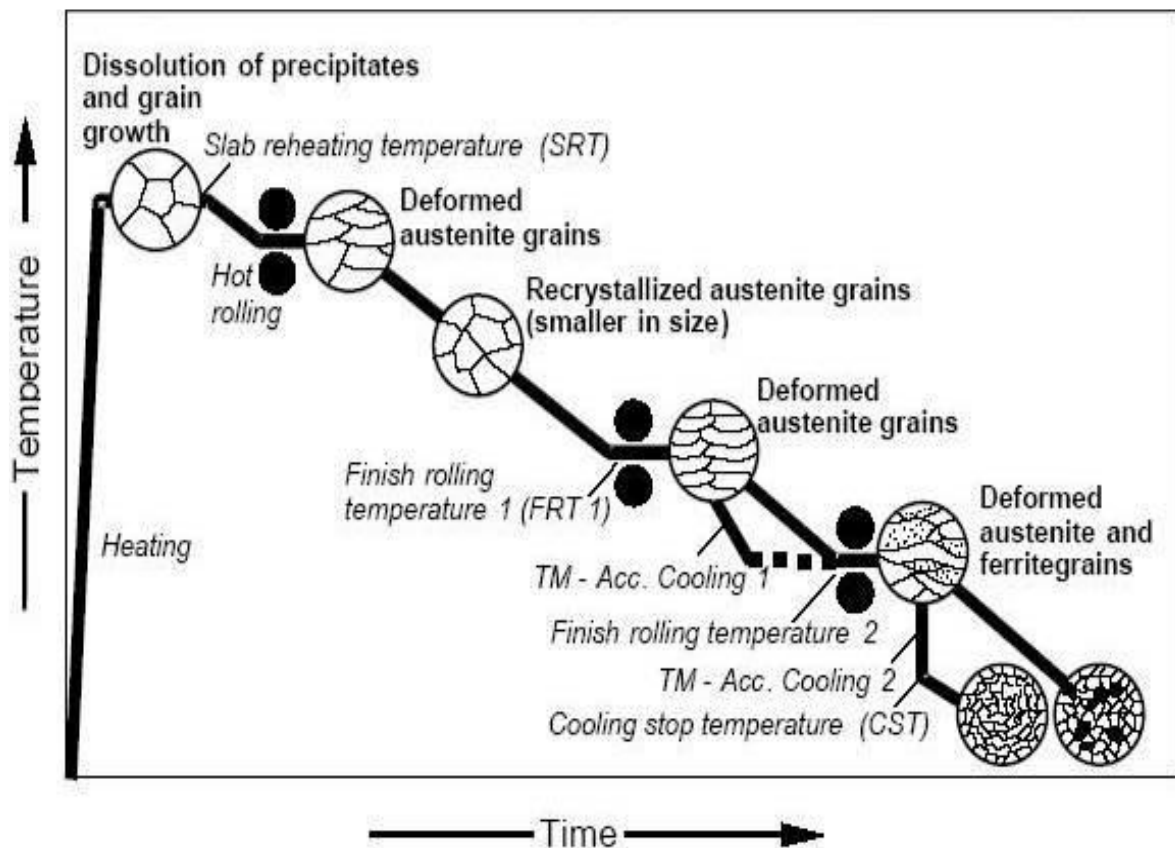 Dissolution of precipitates
and grain
growth
Slab reheating temperature (SRT)
Deformed
austenite grains
Hot
rolling
Recrystallized austenite grains
(smaller in size)
Deformed
austenite grains
Finish rolling
temperature 1 (FRT 1)
Deformed
austenite and
ferritegrains
Heating
TM - Acc. Cooling 1
Finish rolling temperature 2
TM - Acc. Cooling 2
Cooling stop temperature (CST)
Temperature
Time